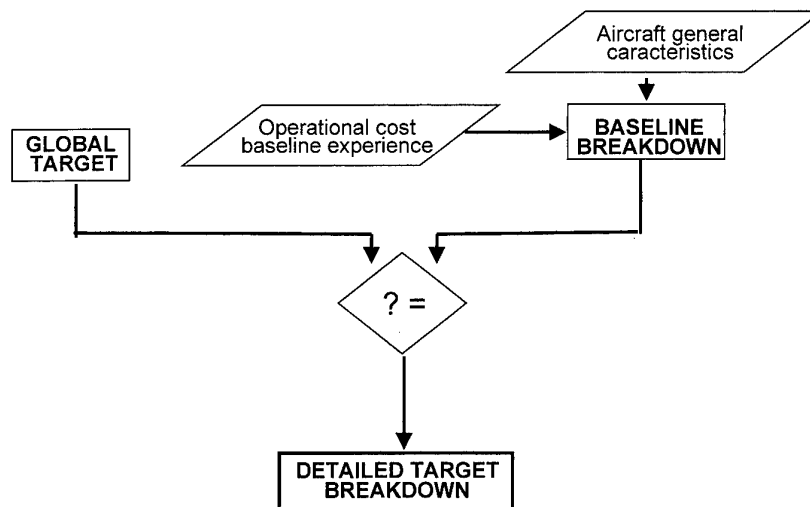 Aircraft general
caracteristics
Operational cost
baseline experience
BASELINE
BREAKDOWN
GLOBAL
TARGET
? =
DETAILED TARGET
BREAKDOWN